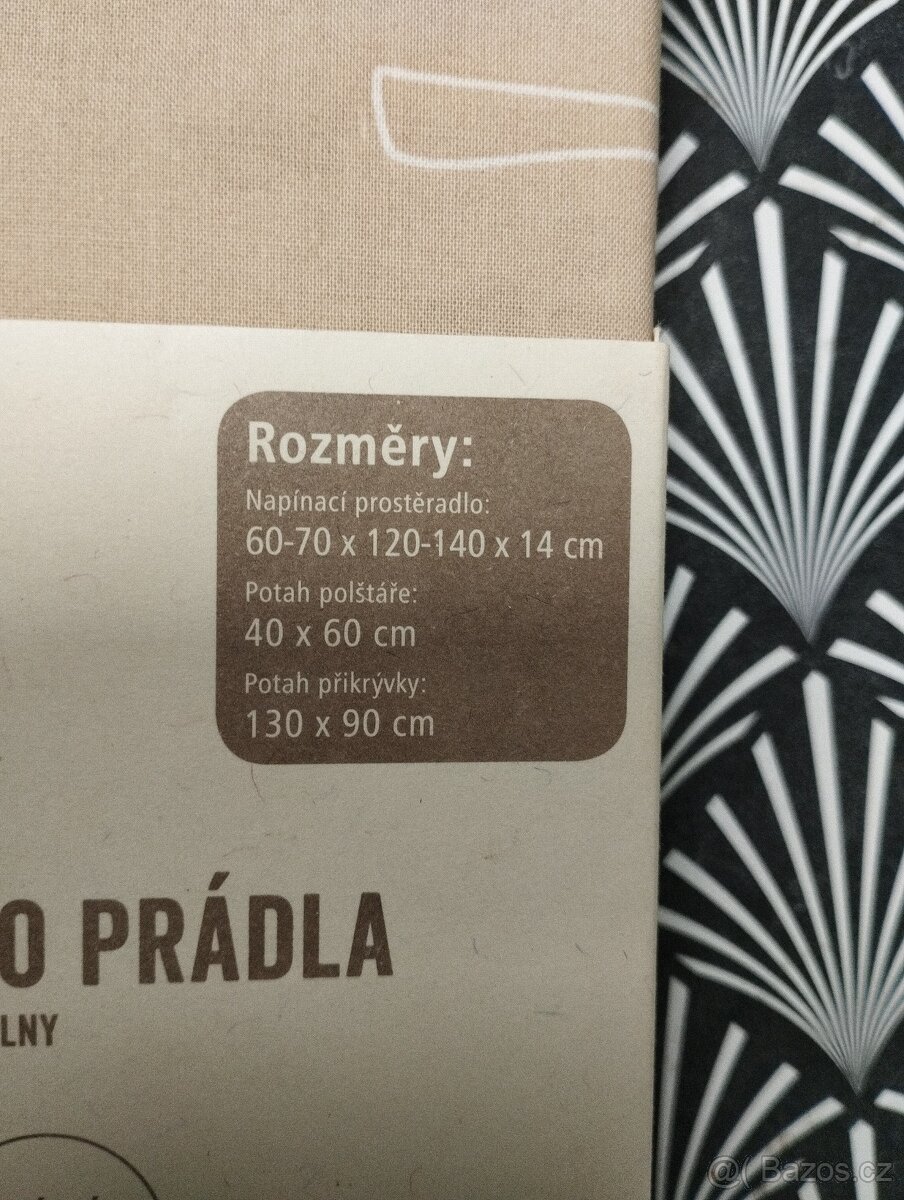 Rozměry:
Napínací prostěradlo:
60-70 x 120-140 x 14 cm
Potah polštáře:
40 x 60 cm
Potah přikrývky:
130 x 90 cm
O PRÁDLA
LNY
@( Bazos.cz